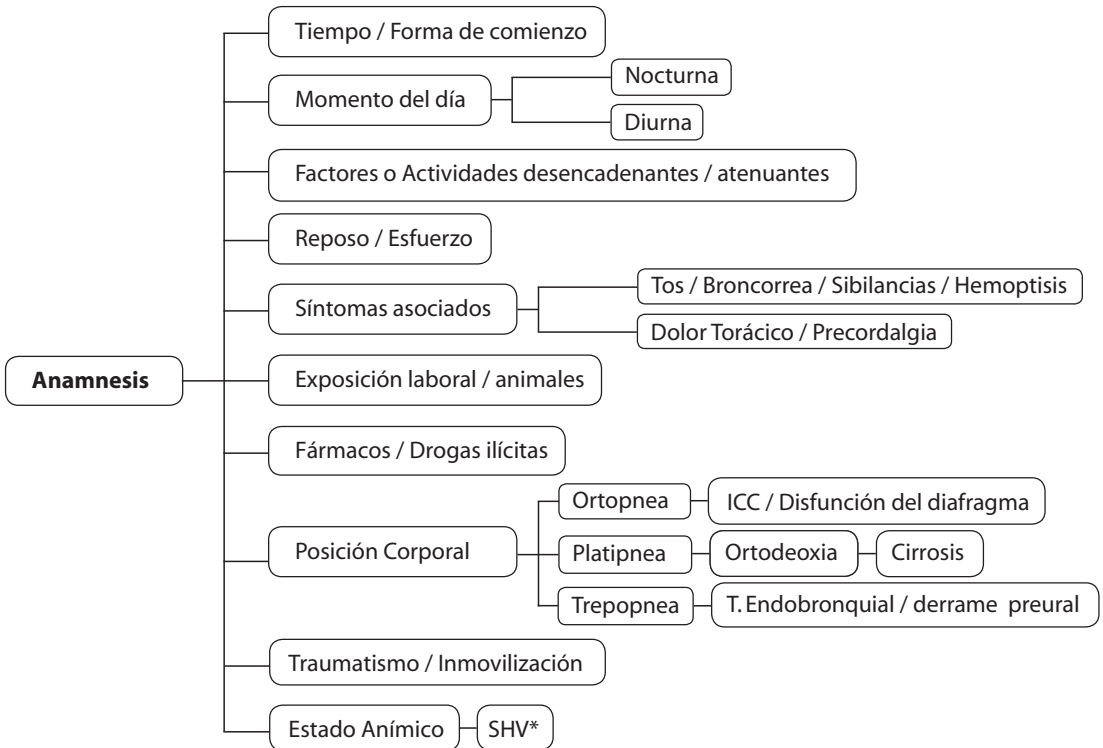 Tiempo / Forma de comienzo
Momento del día
Nocturna
Diurna
Factores o Actividades desencadenantes / atenuantes
Reposo / Esfuerzo
Síntomas asociados
Tos / Broncorrea / Sibilancias / Hemoptisis
Dolor Torácico / Precordalgia
Anamnesis
Exposición laboral / animales
Fármacos / Drogas ilícitas
Posición Corporal
Ortopnea
ICC / Disfunción del diafragma
Platipnea
Ortodeoxia
Cirrosis
Trepopnea
T. Endobronquial / derrame preural
Traumatismo / Inmovilización
Estado Anímico
SHV*